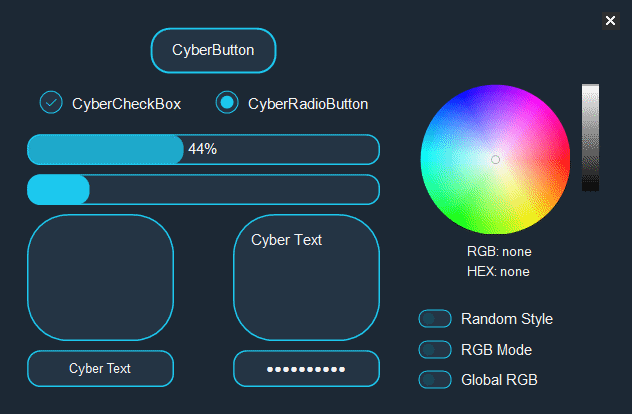 CyberButton
CyberCheckBox
CyberRadioButton
44%
Cyber Text
RGB: none
HEX: none
Random Style
RGB Mode
Cyber Text
●●●●●●●●●●
Global RGB